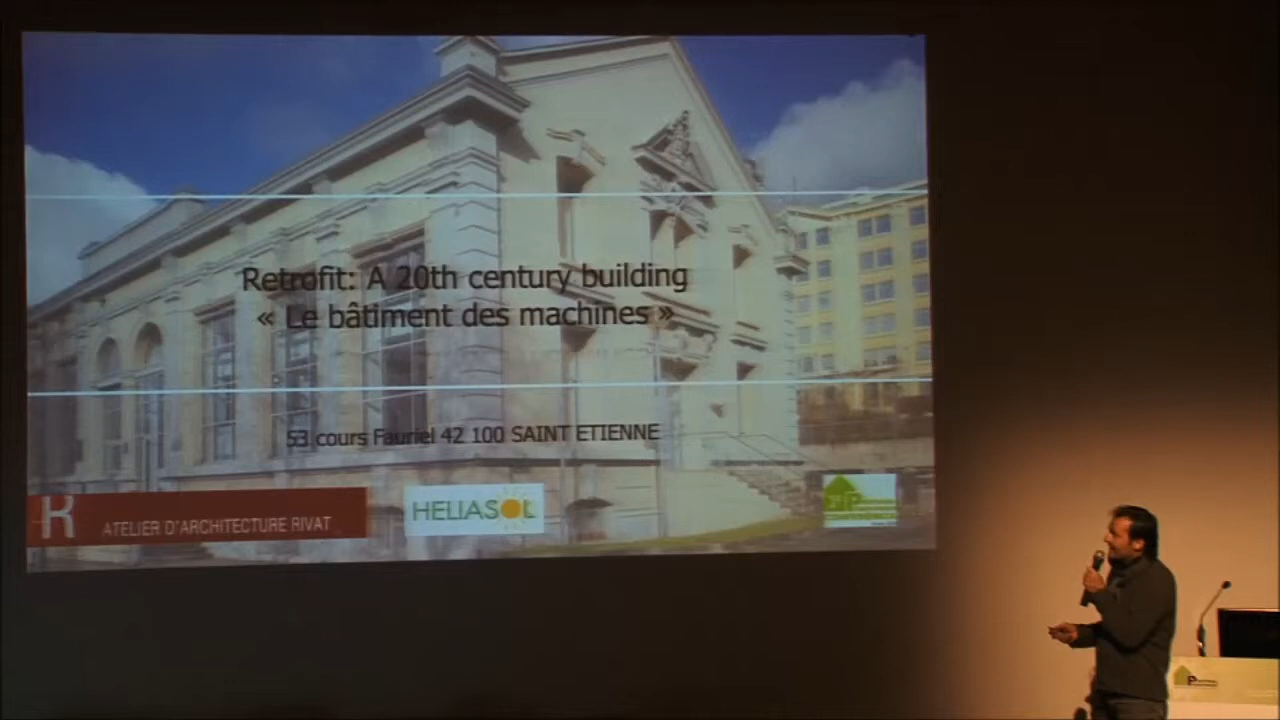 Retrofit: A 20th century building
« Le bâtiment des machines »
53 cours Fauriel 42 100 SAINT ETIENNE
ATELIER D'ARCHITECTURE RIVAT
HELIASOL